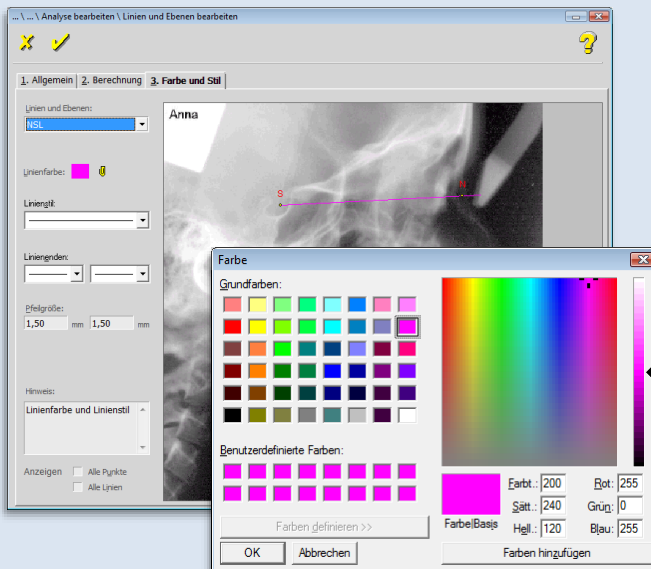 ... \ ... \ Analyse bearbeiten \ Linien und Ebenen bearbeiten
1. Allgemein
2. Berechnung
3. Farbe und Stil
Linien und Ebenen:
NSL
Linienfarbe:
Linienstil:
Linienenden:
Pfeilgröße:
1,50 mm 1,50 mm
Hinweis:
Linienfarbe und Linienstil
Anzeigen
Alle Punkte
Alle Linien
Anna
S
N
Farbe
Grundfarben:
Benutzerdefinierte Farben:
Farben definieren >>
OK
Abbrechen
Farbe|Basis
Farbt.: 200
Sätt.: 240
Hell.: 120
Rot: 255
Grün: 0
Blau: 255
Farben hinzufügen